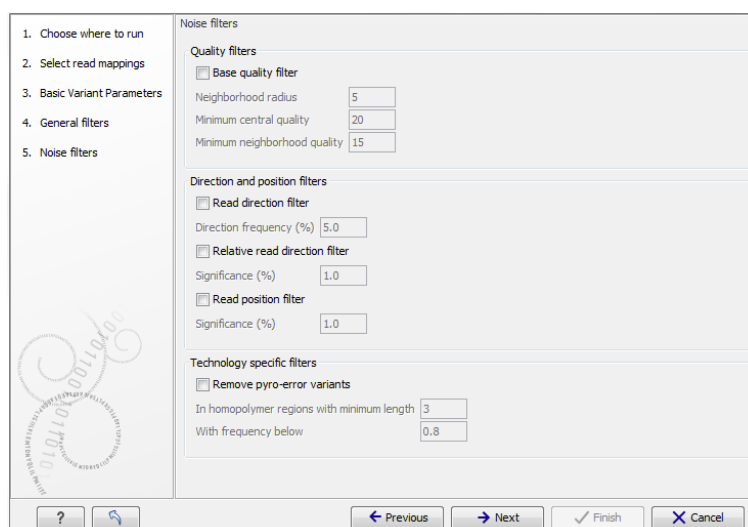 1. Choose where to run
2. Select read mappings
3. Basic Variant Parameters
4. General filters
5. Noise filters
Noise filters
Quality filters
Base quality filter
Neighborhood radius 5
Minimum central quality 20
Minimum neighborhood quality 15
Direction and position filters
Read direction filter
Direction frequency (%) 5.0
Relative read direction filter
Significance (%) 1.0
Read position filter
Significance (%) 1.0
Technology specific filters
Remove pyro-error variants
In homopolymer regions with minimum length 3
With frequency below 0.8
? Previous Next Finish Cancel